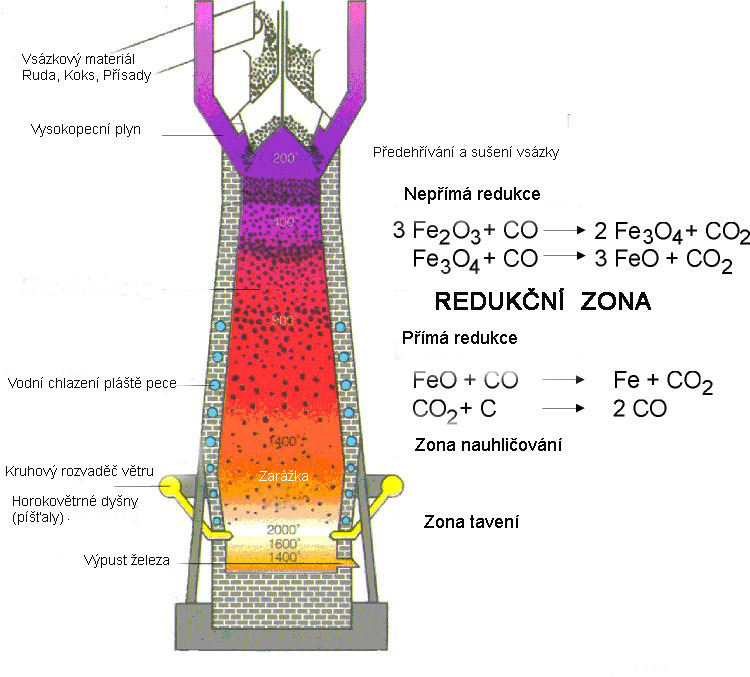 Vsázkový materiál
Ruda, Koks, Přísady
Vysokopecní plyn
200°
Předehřívání a sušení vsázky
Nepřímá redukce
400°
3 Fe₂O₃ + CO → 2 Fe₃O₄ + CO₂
Fe₃O₄ + CO → 3 FeO + CO₂
REDUKČNÍ ZONA
900°
Přímá redukce
Vodní chlazení pláště pece
FeO + CO → Fe + CO₂
CO₂ + C → 2 CO
1400°
Zona nauhličování
Kruhový rozvaděč větru
Zarážka
Horokovětrné dyšny
(píšťaly)
Zona tavení
2000°
1600°
1400°
Výpust železa